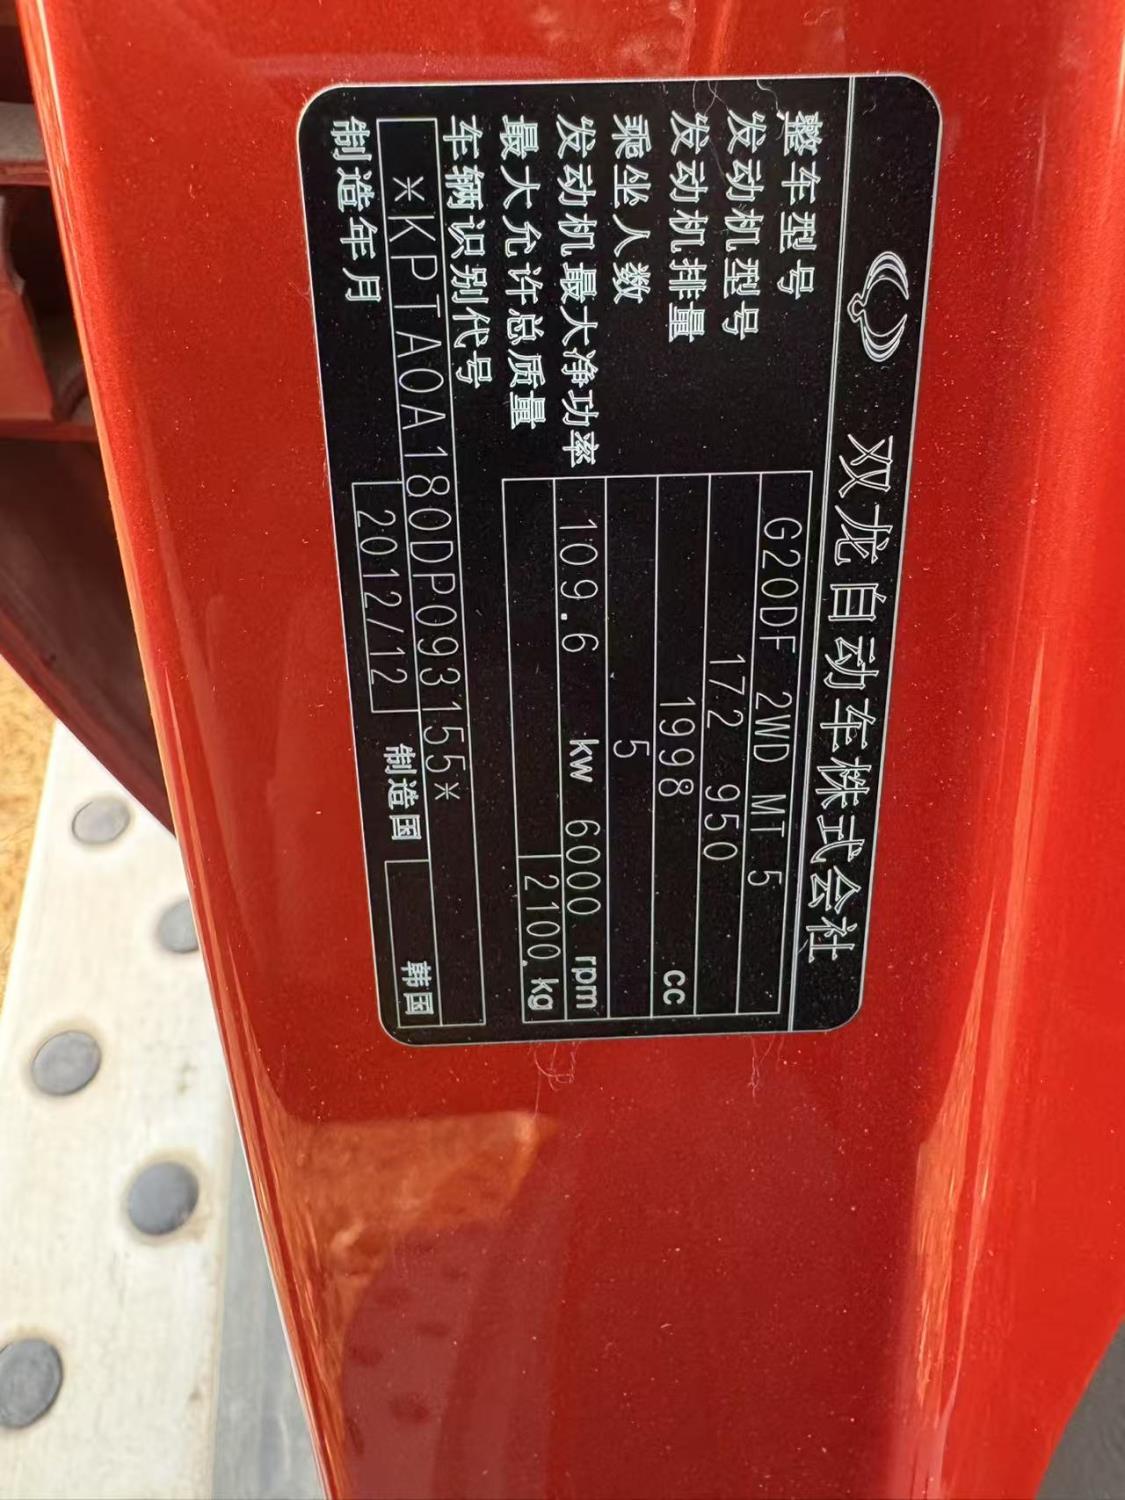 双龙自动车株式会社
整车型号 G20DF 2WD MT 5
发动机型号 172 950
发动机排量 1998 cc
乘坐人数 5
发动机最大净功率 109.6 kw 6000 rpm
最大允许总质量 2100 kg
车辆识别代号
*KPTA0A180DP093155*
制造年月 2012/12 制造国 韩国